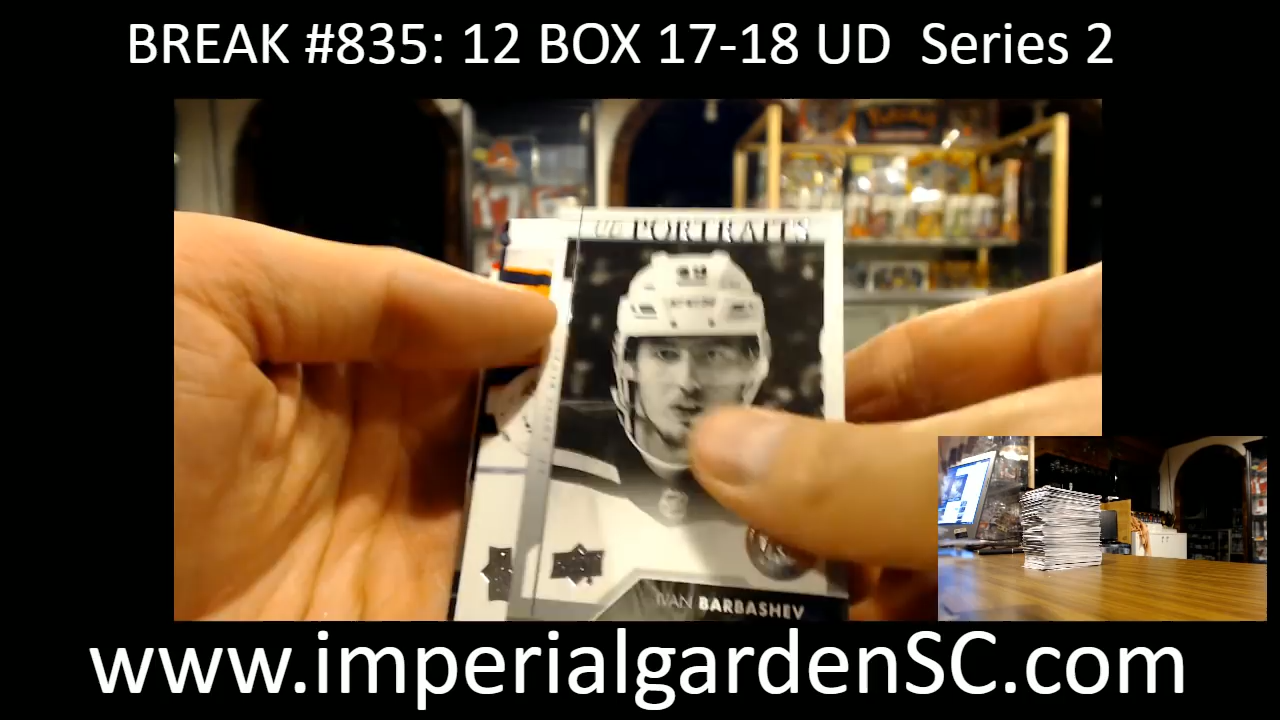 BREAK #835: 12 BOX 17-18 UD Series 2
UD PORTRAITS
IVAN BARBASHEV
www.imperialgardenSC.com